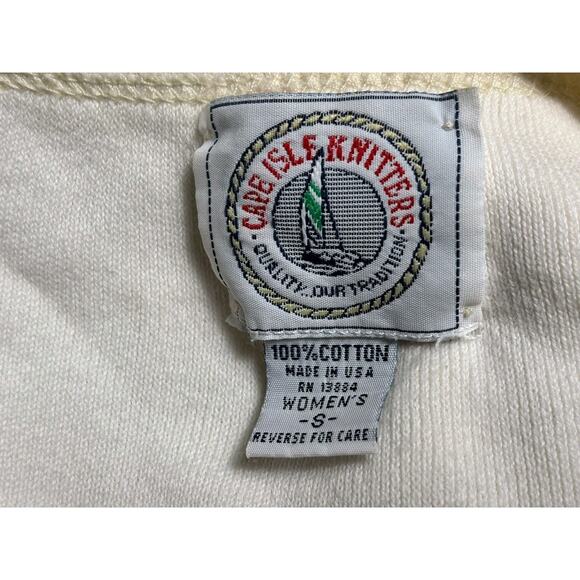 CAPE ISLE KNITTERS
· QUALITY..OUR TRADITION ·
100% COTTON
MADE IN USA
RN 13884
WOMEN'S
-S-
REVERSE FOR CARE